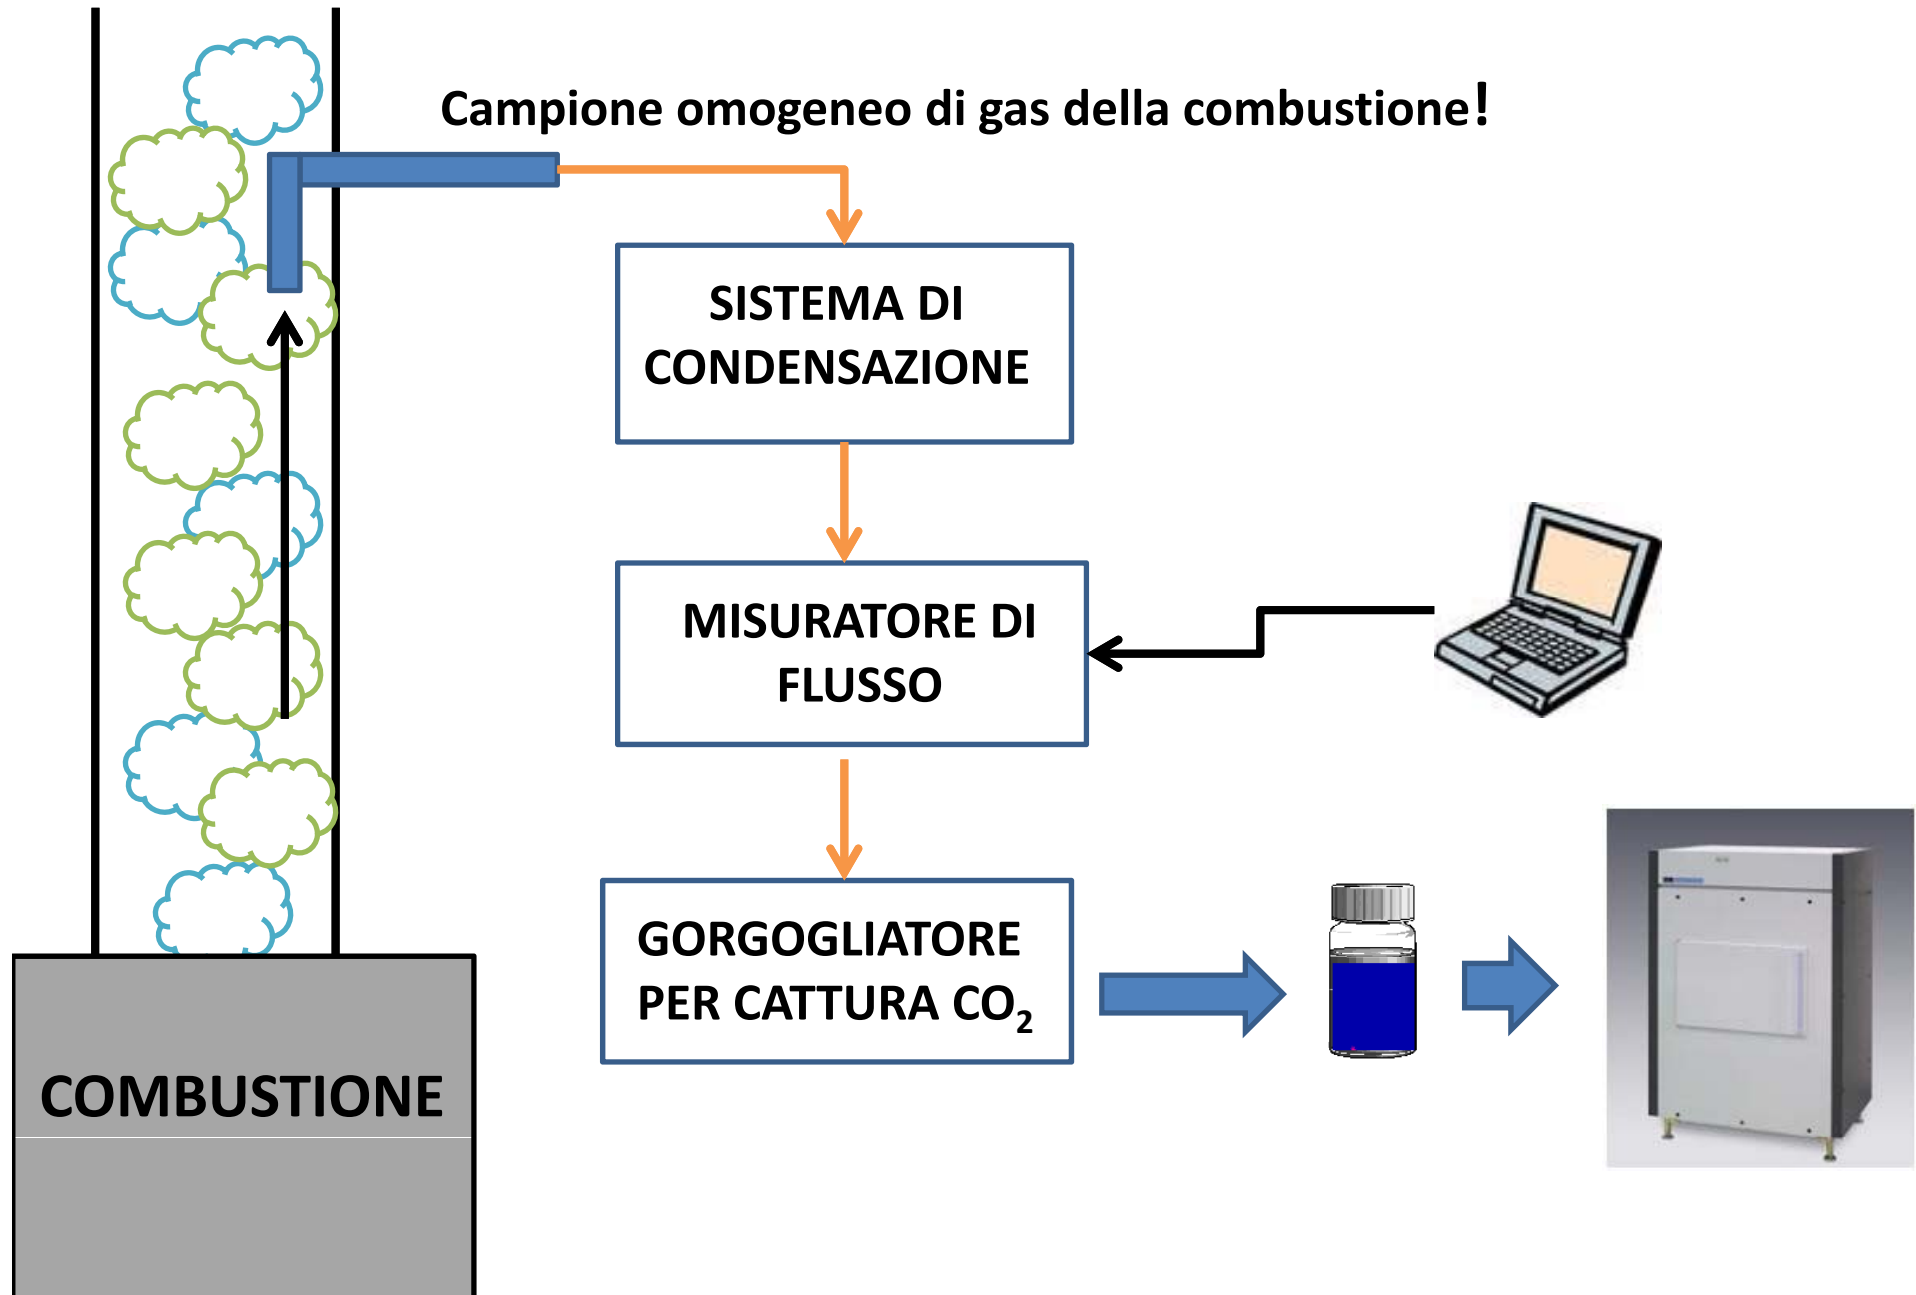 Campione omogeneo di gas della combustione!
SISTEMA DI
CONDENSAZIONE
MISURATORE DI
FLUSSO
GORGOGLIATORE
PER CATTURA CO₂
COMBUSTIONE